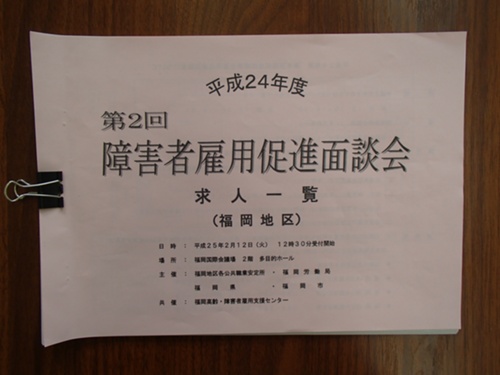 平成24年度
第2回
障害者雇用促進面談会
求人一覧
（福岡地区）
日時： 平成25年2月12日（火） 12時30分受付開始
場所： 福岡国際会議場 2階 多目的ホール
主催： 福岡地区各公共職業安定所 ・ 福岡労働局
福岡県 ・ 福岡市
共催： 福岡高齢・障害者雇用支援センター